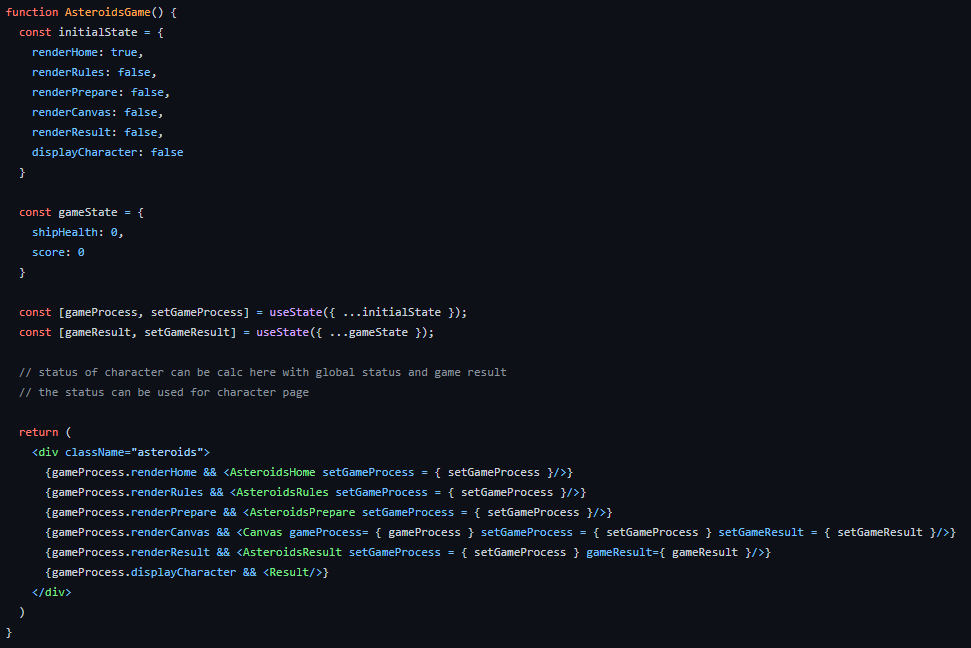 function AsteroidsGame() {
  const initialState = {
    renderHome: true,
    renderRules: false,
    renderPrepare: false,
    renderCanvas: false,
    renderResult: false,
    displayCharacter: false
  }

  const gameState = {
    shipHealth: 0,
    score: 0
  }

  const [gameProcess, setGameProcess] = useState({ ...initialState });
  const [gameResult, setGameResult] = useState({ ...gameState });

  // status of character can be calc here with global status and game result
  // the status can be used for character page

  return (
    <div className="asteroids">
      {gameProcess.renderHome && <AsteroidsHome setGameProcess = { setGameProcess }/>}
      {gameProcess.renderRules && <AsteroidsRules setGameProcess = { setGameProcess }/>}
      {gameProcess.renderPrepare && <AsteroidsPrepare setGameProcess = { setGameProcess }/>}
      {gameProcess.renderCanvas && <Canvas gameProcess= { gameProcess } setGameProcess = { setGameProcess } setGameResult = { setGameResult }/>}
      {gameProcess.renderResult && <AsteroidsResult setGameProcess = { setGameProcess } gameResult={ gameResult }/>}
      {gameProcess.displayCharacter && <Result/>}
    </div>
  )
}